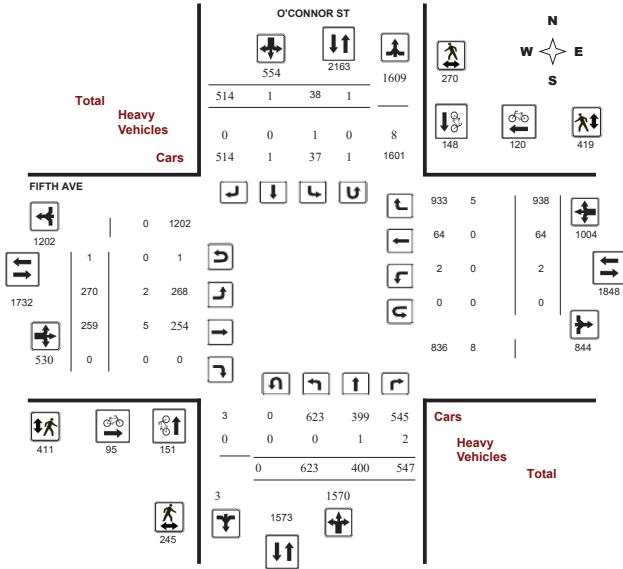 O'CONNOR ST
N
W E
S
554 2163 1609 270
514 1 38 1
Total
Heavy
Vehicles
Cars
0 0 1 0 8
514 1 37 1 1601
148 120 419
FIFTH AVE
1202
0 1202
1732
1 0 1
270 2 268
259 5 254
530
0 0 0
933 5 938
1004
64 0 64
2 0 2
1848
0 0 0
836 8 844
411 95 151
245
3 0 623 399 545
0 0 0 1 2
0 623 400 547
3 1573 1570
Cars
Heavy
Vehicles
Total